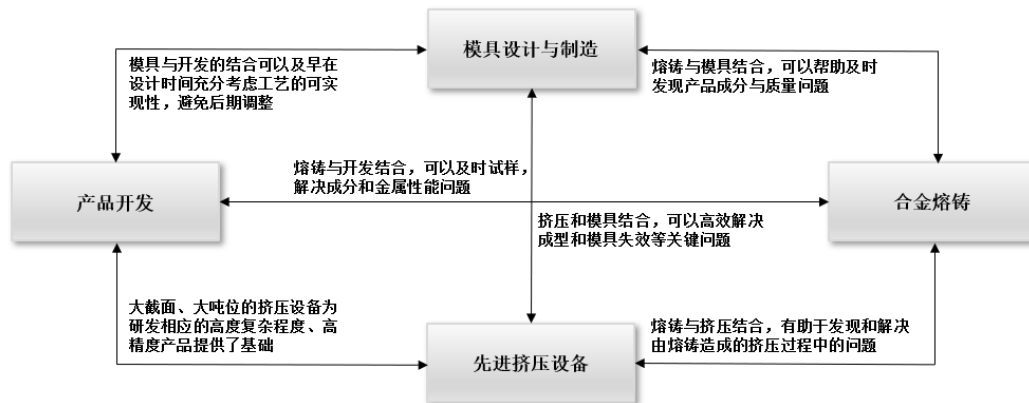 模具设计与制造
模具与开发的结合可以及早在
设计时间充分考虑工艺的可实
现性，避免后期调整
熔铸与模具结合，可以帮助及时
发现产品成分与质量问题
熔铸与开发结合，可以及时试样，
解决成分和金属性能问题
产品开发
合金熔铸
挤压和模具结合，可以高效解决
成型和模具失效等关键问题
大截面、大吨位的挤压设备为
研发相应的高度复杂程度、高
精度产品提供了基础
熔铸与挤压结合，有助于发现和解决
由熔铸造成的挤压过程中的问题
先进挤压设备